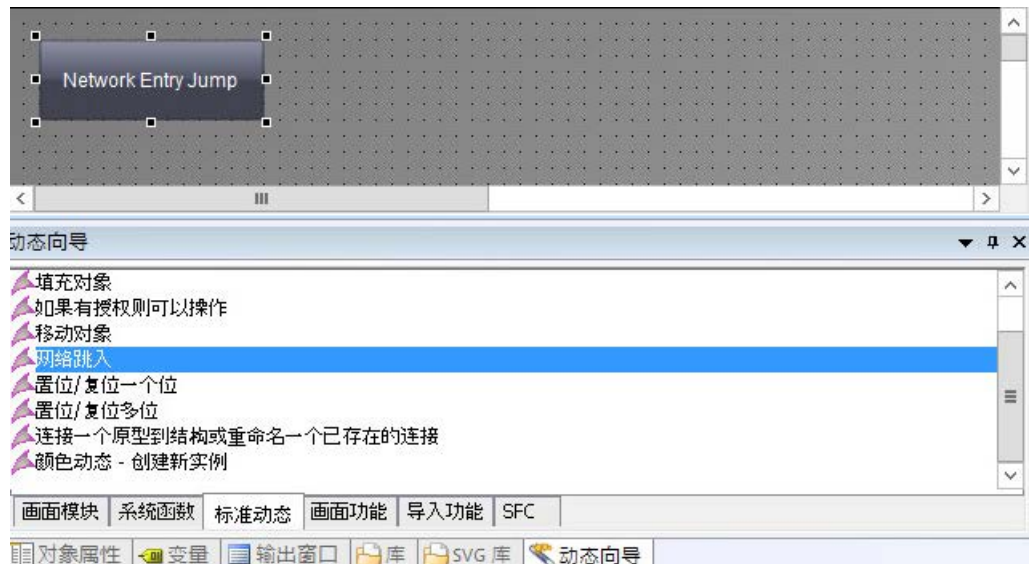 Network Entry Jump
动态向导
填充对象
如果有授权则可以操作
移动对象
网络跳入
置位/复位一个位
置位/复位多位
连接一个原型到结构或重命名一个已存在的连接
颜色动态 - 创建新实例
画面模块 系统函数 标准动态 画面功能 导入功能 SFC
对象属性 变量 输出窗口 库 SVG 库 动态向导